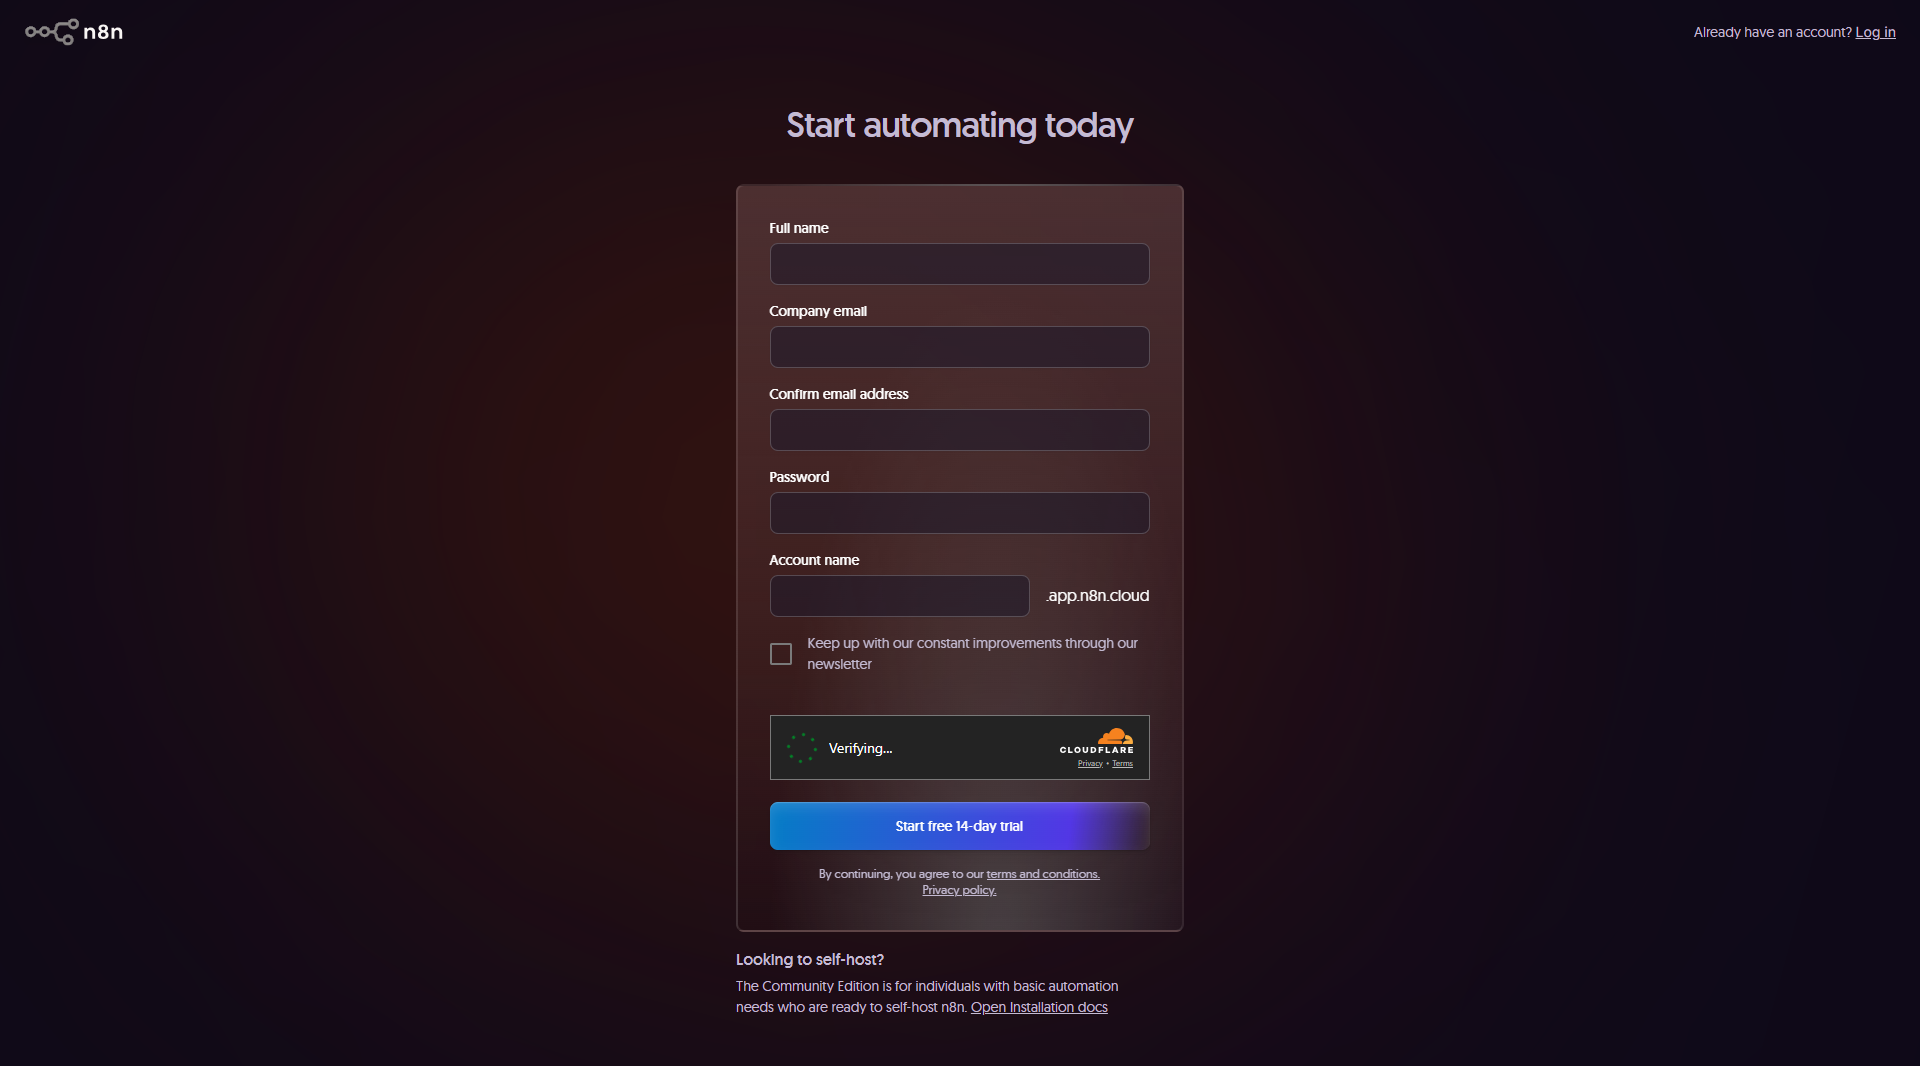 n8n
Already have an account? Log in
Start automating today
Full name
Company email
Confirm email address
Password
Account name
.app.n8n.cloud
Keep up with our constant improvements through our
newsletter
Verifying...
CLOUDFLARE
Privacy • Terms
Start free 14-day trial
By continuing, you agree to our terms and conditions.
Privacy policy.
Looking to self-host?
The Community Edition is for individuals with basic automation
needs who are ready to self-host n8n. Open Installation docs